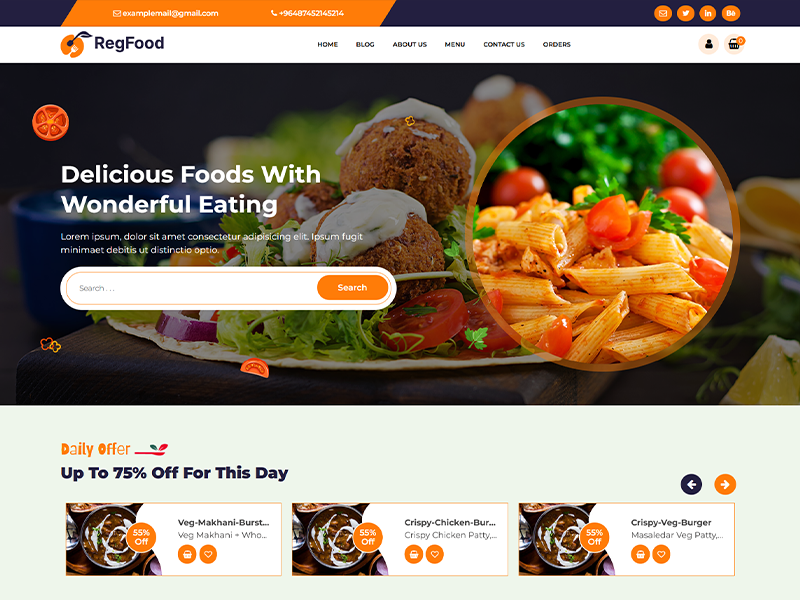 examplemail@gmail.com
+96487452145214
Bē
RegFood
HOME
BLOG
ABOUT US
MENU
CONTACT US
ORDERS
0
Delicious Foods With
Wonderful Eating
Lorem ipsum, dolor sit amet consectetur adipisicing elit. Ipsum fugit
minimaet debitis ut distinctio optio.
Search . . .
Search
Daily Offer
Up To 75% Off For This Day
55%
Off
Veg-Makhani-Burst...
Veg Makhani + Who...
55%
Off
Crispy-Chicken-Bur...
Crispy Chicken Patty,...
55%
Off
Crispy-Veg-Burger
Masaledar Veg Patty,...